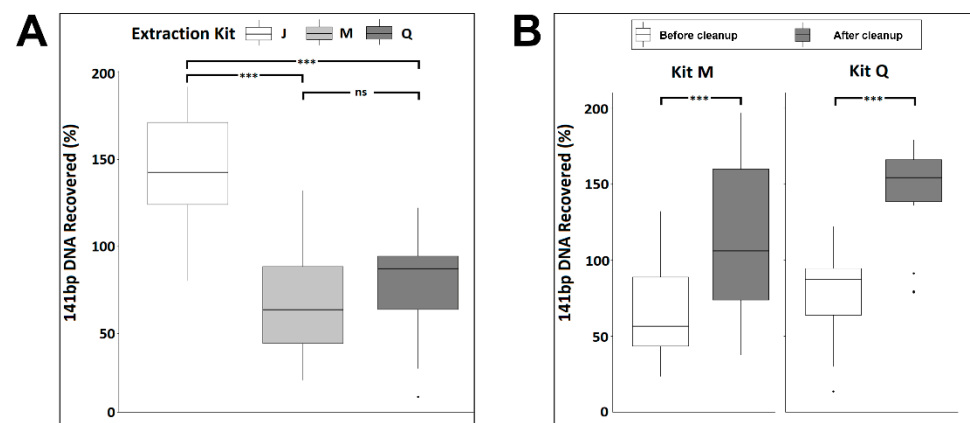 A
Extraction Kit J M Q
141bp DNA Recovered (%)
200
150
100
50
0
***
***
ns
B
Before cleanup After cleanup
Kit M Kit Q
141bp DNA Recovered (%)
200
150
100
50
0
*** ***